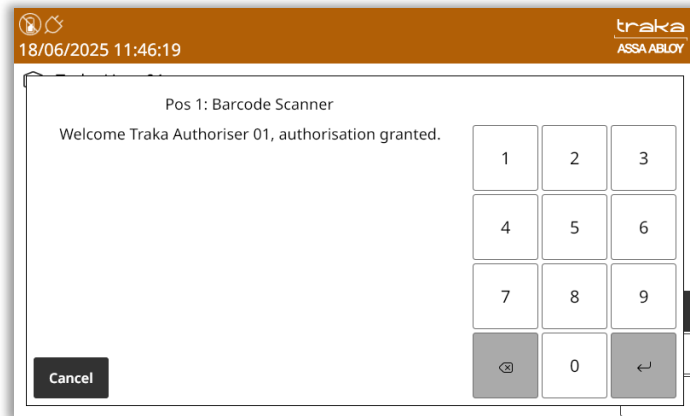 traka
18/06/2025 11:46:19
ASSA ABLOY
Pos 1: Barcode Scanner
Welcome Traka Authoriser 01, authorisation granted.
1 2 3
4 5 6
7 8 9
0
Cancel